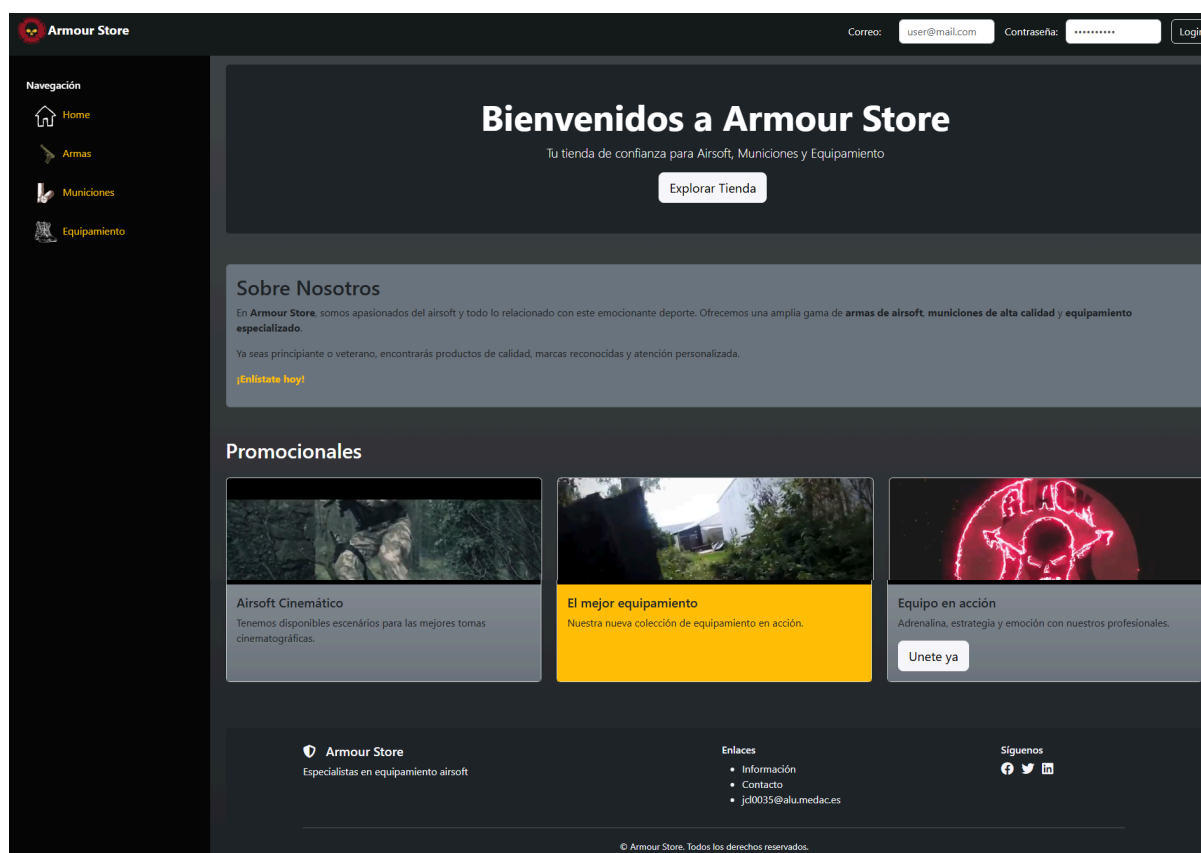 Armour Store
Correo: user@mail.com Contraseña: •••••••••• Login
Navegación
Home
Armas
Municiones
Equipamiento
Bienvenidos a Armour Store
Tu tienda de confianza para Airsoft, Municiones y Equipamiento
Explorar Tienda
Sobre Nosotros
En Armour Store, somos apasionados del airsoft y todo lo relacionado con este emocionante deporte. Ofrecemos una amplia gama de armas de airsoft, municiones de alta calidad y equipamiento
especializado.
Ya seas principiante o veterano, encontrarás productos de calidad, marcas reconocidas y atención personalizada.
¡Enlístate hoy!
Promocionales
Airsoft Cinemático
Tenemos disponibles escenários para las mejores tomas
cinematográficas.
El mejor equipamiento
Nuestra nueva colección de equipamiento en acción.
Equipo en acción
Adrenalina, estrategia y emoción con nuestros profesionales.
Unete ya
Armour Store
Especialistas en equipamiento airsoft
Enlaces
• Información
• Contacto
• jcl0035@alu.medac.es
Síguenos
© Armour Store. Todos los derechos reservados.